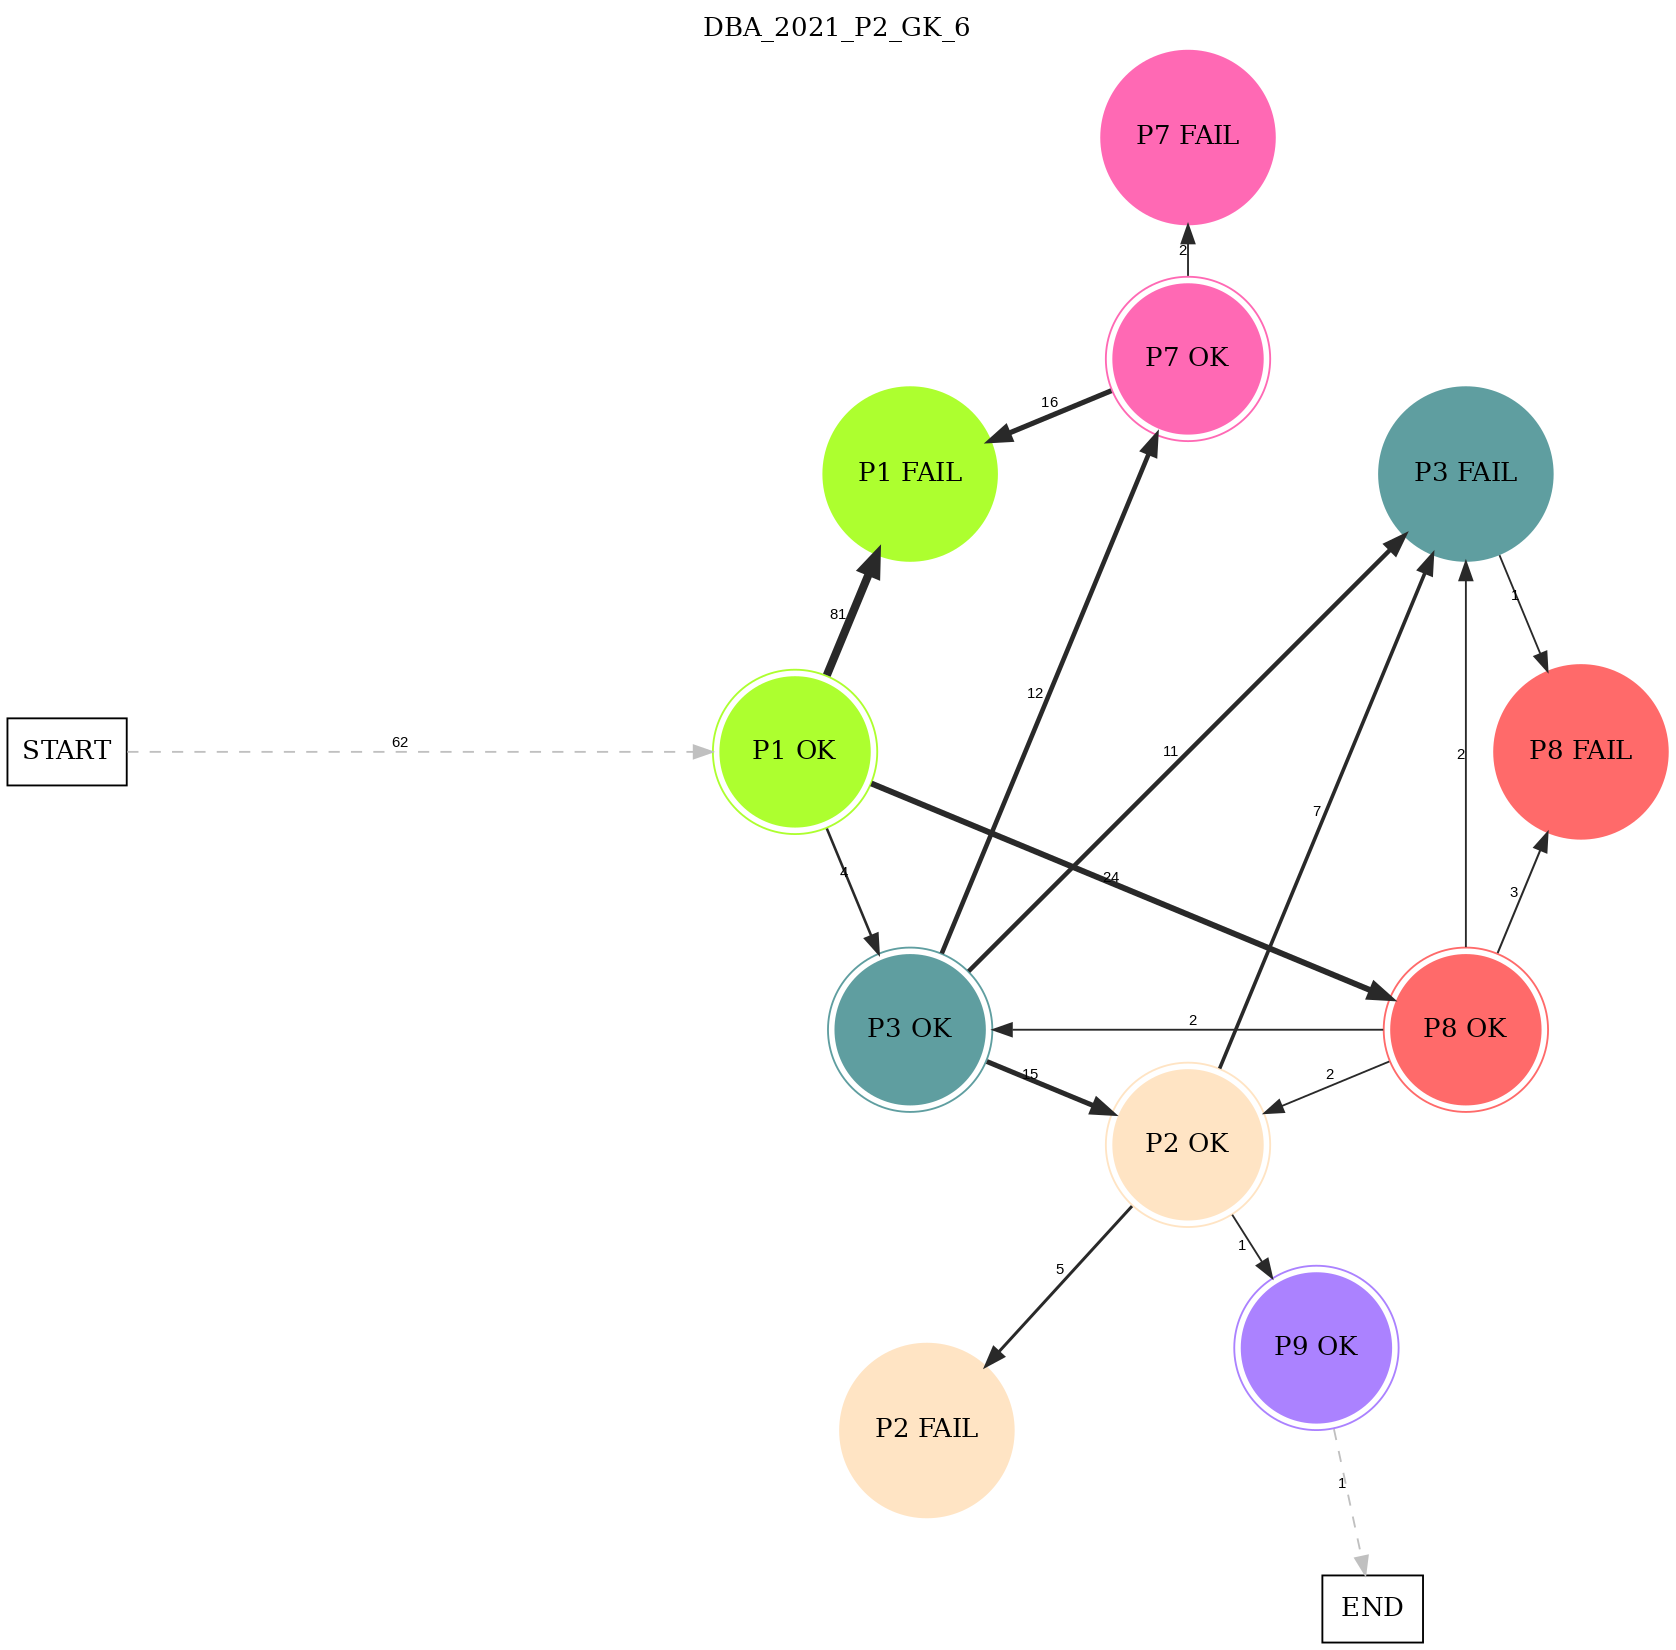 DBA_2021_P2_GK_6
P7 FAIL
2
P7 OK
16
P1 FAIL
P3 FAIL
1
81
12
62
START
P1 OK
11
2
P8 FAIL
7
4
24
3
P3 OK
2
P8 OK
15
2
P2 OK
1
5
P9 OK
P2 FAIL
1
END